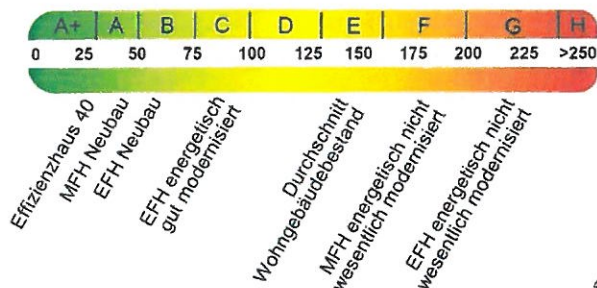 A+ A B C D E F G H
0 25 50 75 100 125 150 175 200 225 >250
Effizienzhaus 40
MFH Neubau
EFH Neubau
EFH energetisch
gut modernisiert
Durchschnitt
Wohngebäudebestand
MFH energetisch nicht
wesentlich modernisiert
EFH energetisch nicht
wesentlich modernisiert